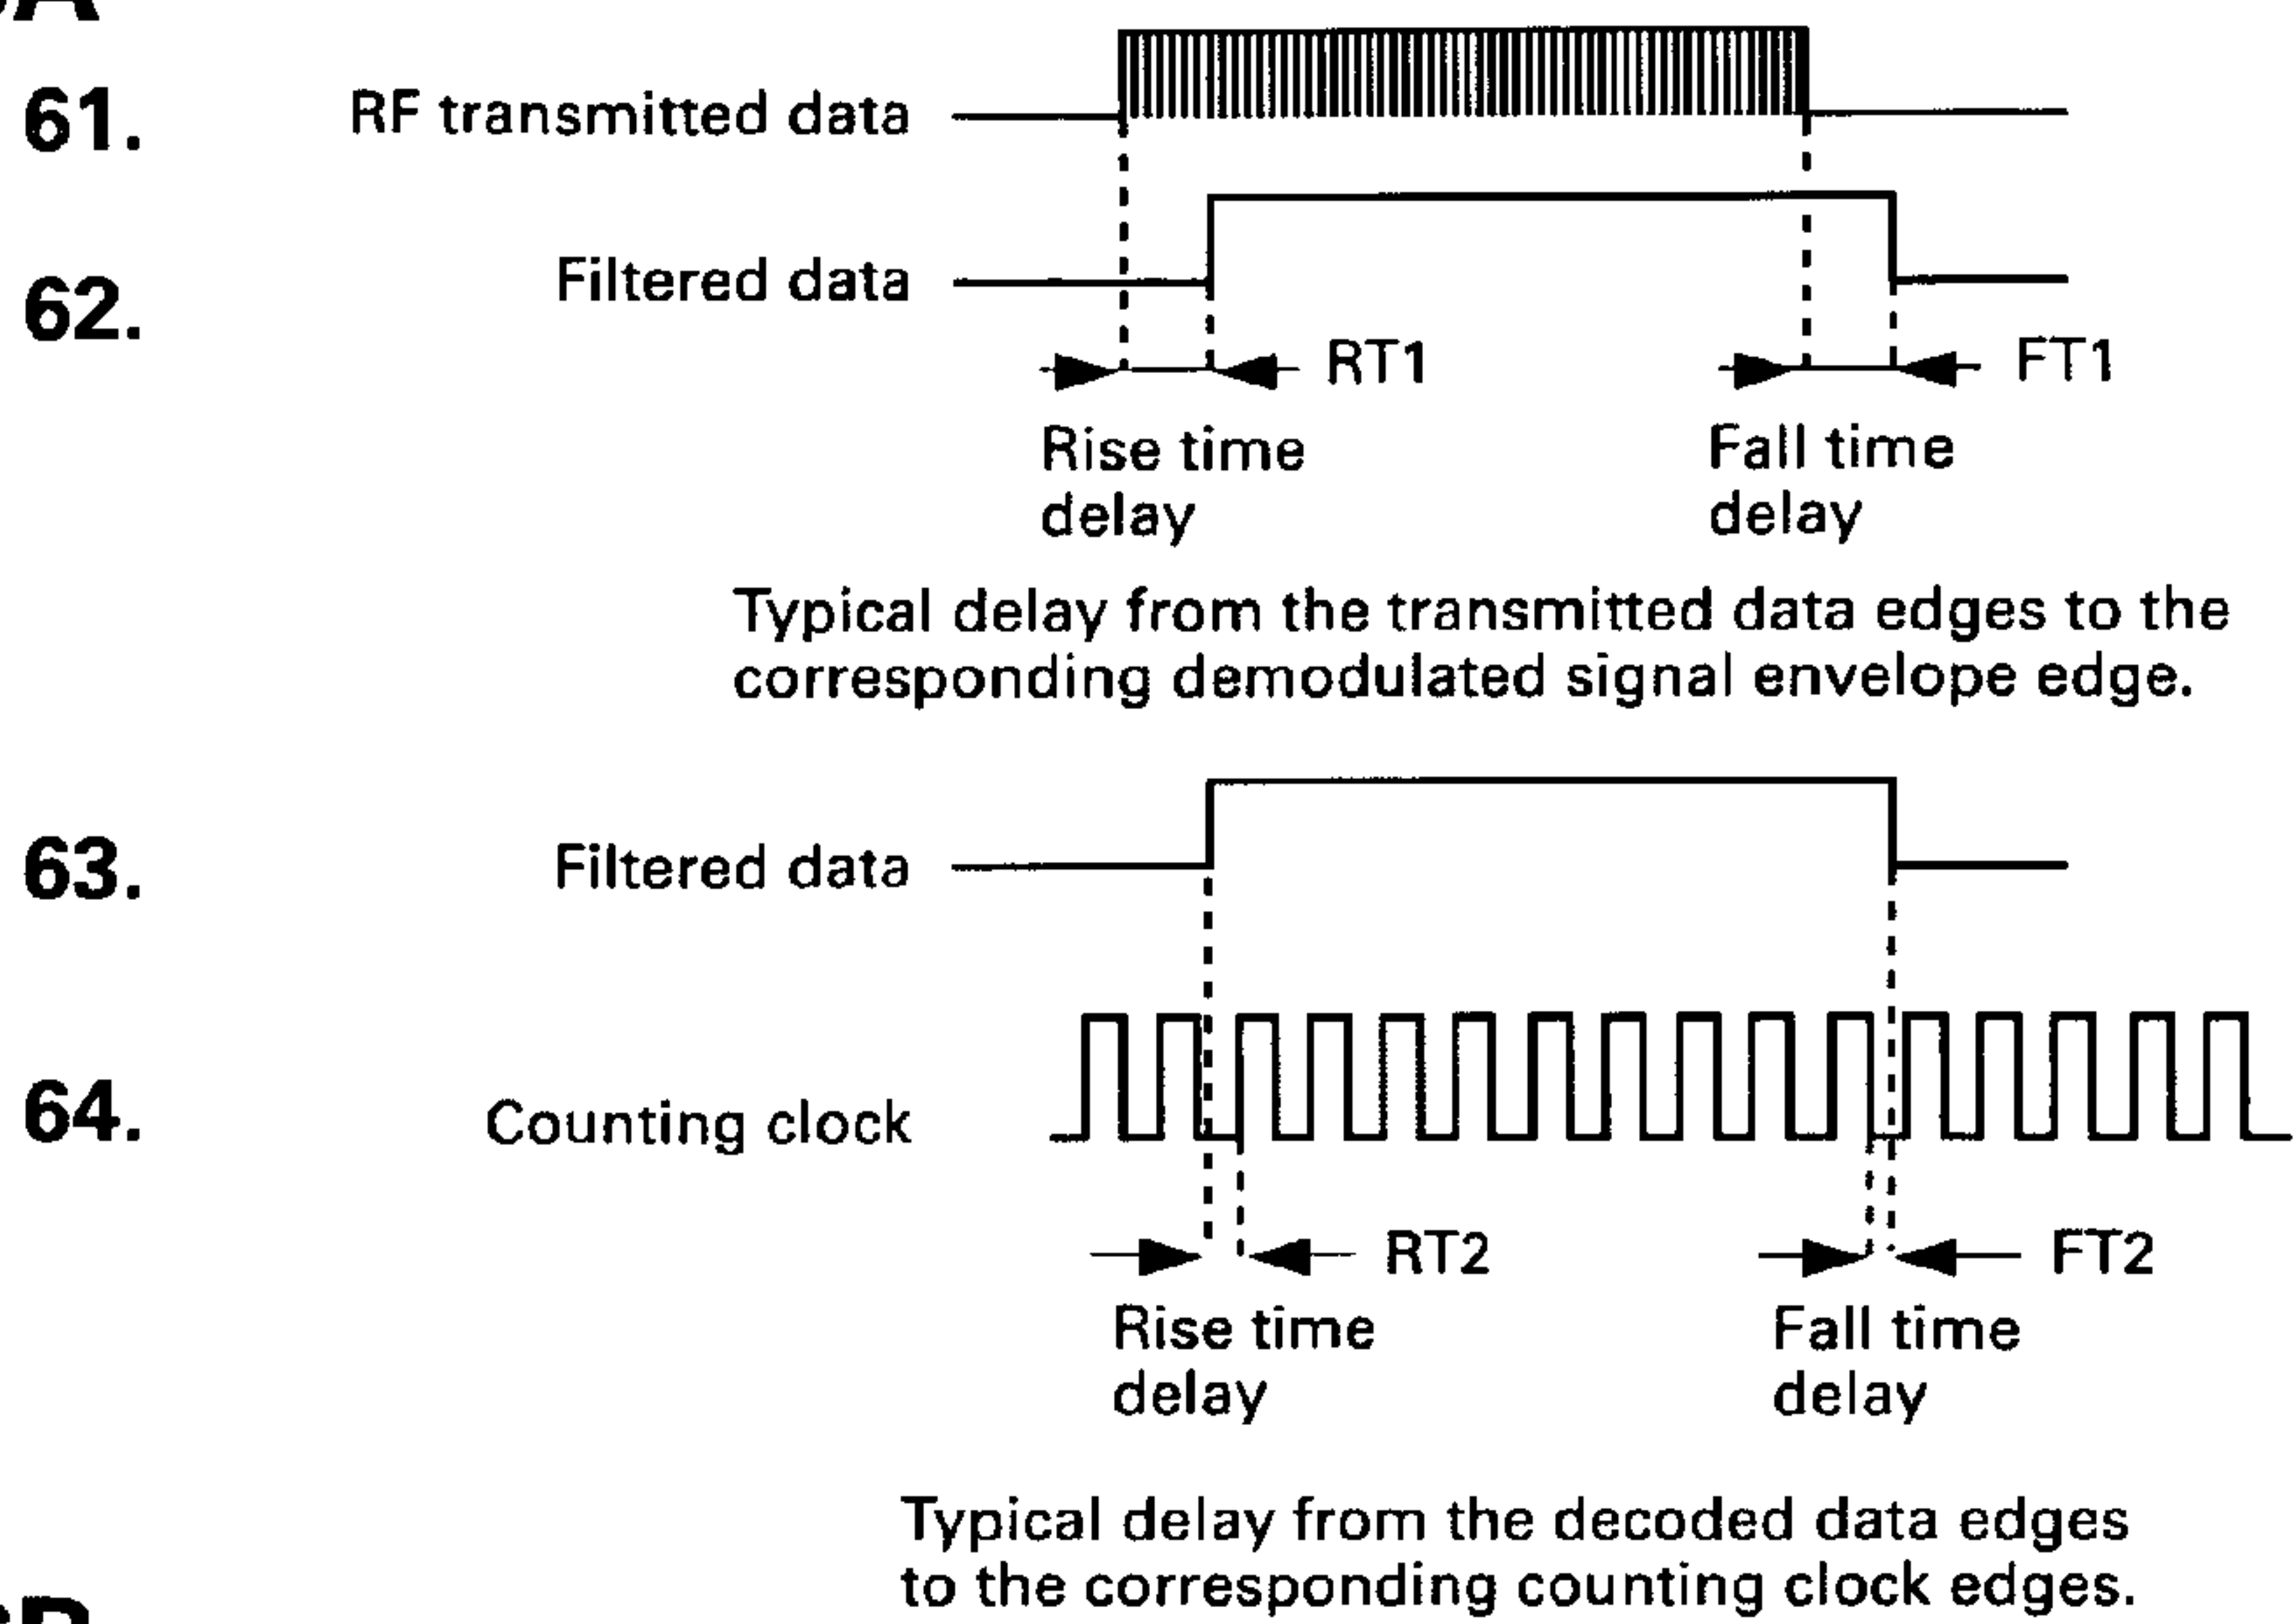 61.
RF transmitted data
62.
Filtered data
RT1
FT1
Rise time
delay
Fall time
delay
Typical delay from the transmitted data edges to the
corresponding demodulated signal envelope edge.
63.
Filtered data
64.
Counting clock
RT2
FT2
Rise time
delay
Fall time
delay
Typical delay from the decoded data edges
to the corresponding counting clock edges.